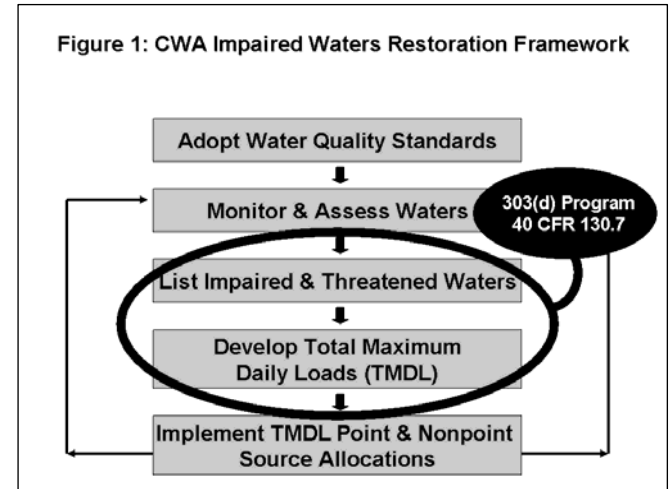 Figure 1: CWA Impaired Waters Restoration Framework
Adopt Water Quality Standards
Monitor & Assess Waters
303(d) Program
40 CFR 130.7
List Impaired & Threatened Waters
Develop Total Maximum
Daily Loads (TMDL)
Implement TMDL Point & Nonpoint
Source Allocations